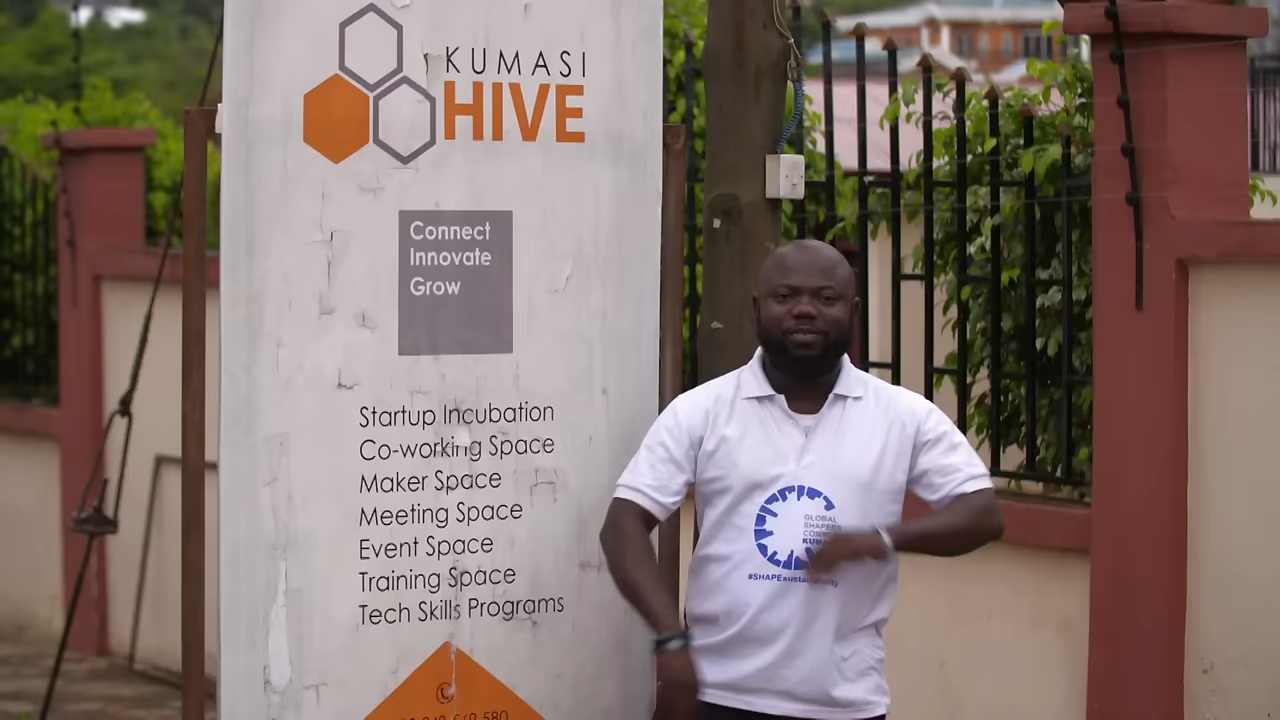 KUMASI
HIVE
Connect
Innovate
Grow
Startup Incubation
Co-working Space
Maker Space
Meeting Space
Event Space
Training Space
Tech Skills Programs
GLOBAL